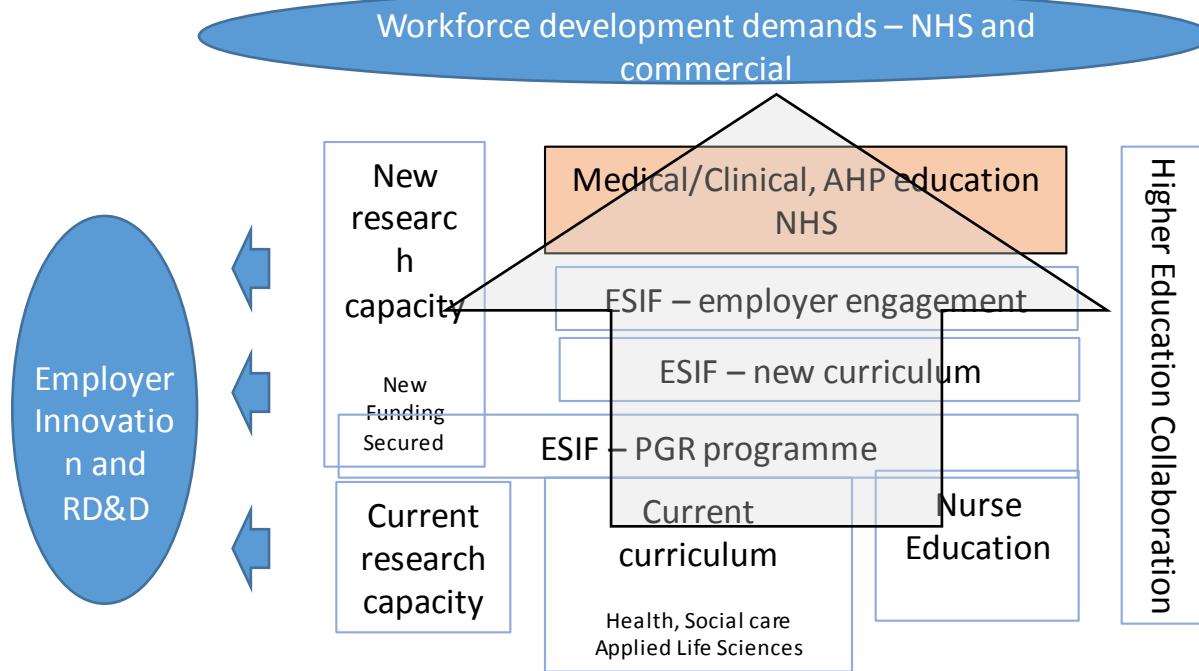 Workforce development demands – NHS and
commercial
New
researc
h
capacity
New
Funding
Secured
Medical/Clinical, AHP education
NHS
ESIF – employer engagement
ESIF – new curriculum
ESIF – PGR programme
Employer
Innovatio
n and
RD&D
Current
research
capacity
Current
curriculum
Health, Social care
Applied Life Sciences
Nurse
Education
Higher Education Collaboration